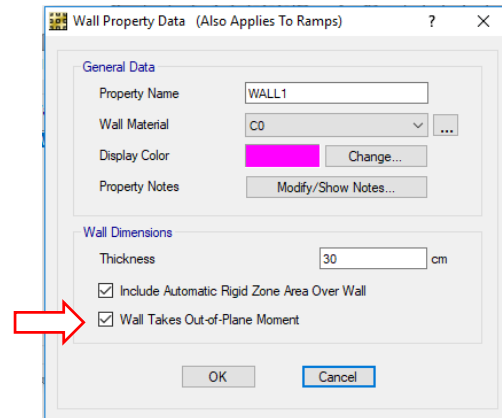 Wall Property Data (Also Applies To Ramps) ?
General Data
Property Name WALL1
Wall Material C0 ...
Display Color Change...
Property Notes Modify/Show Notes...
Wall Dimensions
Thickness 30 cm
Include Automatic Rigid Zone Area Over Wall
Wall Takes Out-of-Plane Moment
OK Cancel